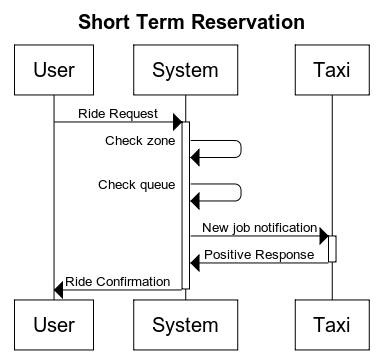 Short Term Reservation
User System Taxi
Ride Request
Check zone
Check queue
New job notification
Positive Response
Ride Confirmation
User System Taxi